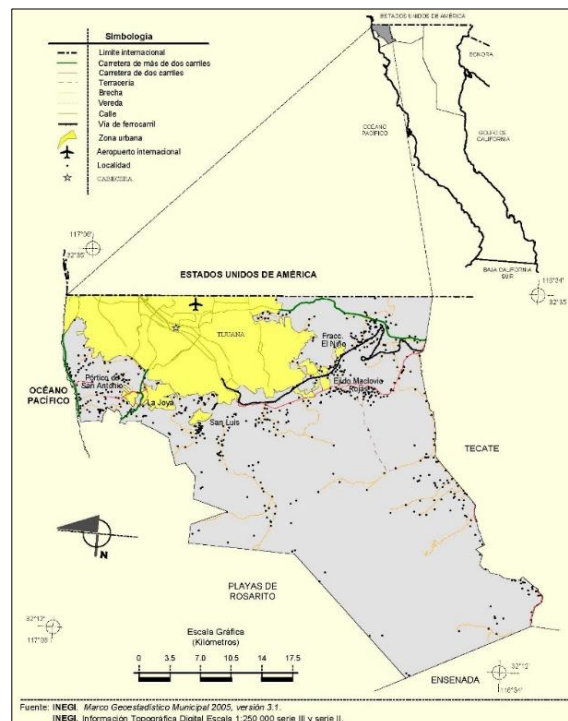 Simbología
Límite internacional
Carretera de más de dos carriles
Carretera de dos carriles
Terracería
Brecha
Vereda
Calle
Vía de ferrocarril
Zona urbana
Aeropuerto internacional
Localidad
CABECERA
ESTADOS UNIDOS DE AMÉRICA
SONORA
OCÉANO
PACÍFICO
GOLFO DE
CALIFORNIA
BAJA CALIFORNIA
SUR
117°06'
32°35'
116°34'
32°35'
ESTADOS UNIDOS DE AMÉRICA
TIJUANA
Fracc.
El Niño
OCÉANO
PACÍFICO
Pórtico de
San Antonio
La Joya
Ejido Maclovio
Rojas
San Luis
TECATE
N
PLAYAS DE
ROSARITO
32°12'
117°06'
Escala Gráfica
(Kilómetros)
0 3.5 7.0 10.5 14 17.5
ENSENADA
32°12'
116°34'
Fuente: INEGI. Marco Geoestadístico Municipal 2005, versión 3.1.
INEGI. Información Topográfica Digital Escala 1:250 000 serie III y serie II.